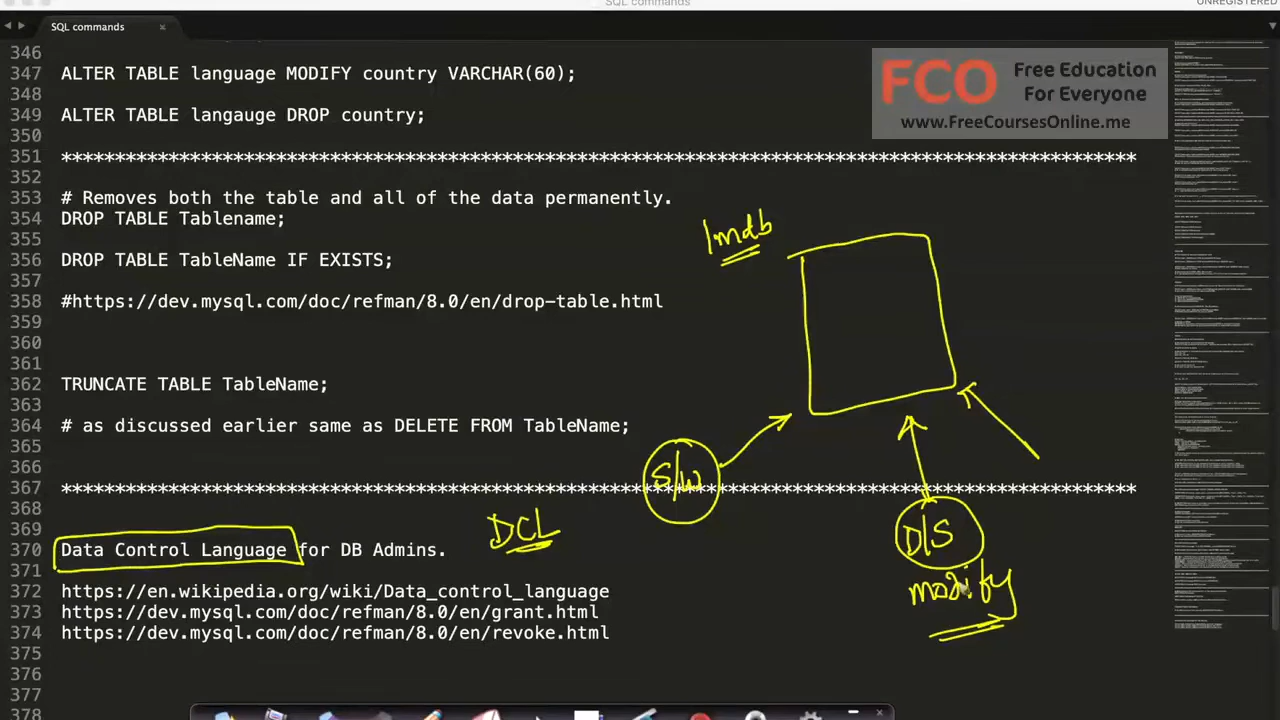 SQL commands
UNREGISTERED
SQL commands
346
347 ALTER TABLE language MODIFY country VARCHAR(60);
348
349 ALTER TABLE langauge DROP country;
350
351 ****************************************************************************************************
352
353 # Removes both the table and all of the data permanently.
354 DROP TABLE Tablename;
355
356 DROP TABLE TableName IF EXISTS;
357
358 #https://dev.mysql.com/doc/refman/8.0/en/drop-table.html
359
360
361
362 TRUNCATE TABLE TableName;
363
364 # as discussed earlier same as DELETE FROM TableName;
365
366
367 ****************************************************************************************************
368
369
370 Data Control Language for DB Admins.
371
372 https://en.wikipedia.org/wiki/Data_control_language
373 https://dev.mysql.com/doc/refman/8.0/en/grant.html
374 https://dev.mysql.com/doc/refman/8.0/en/revoke.html
375
376
377
378
FCO Free Education
For Everyone
www.FreeCoursesOnline.me
Imdb
S/W
DCL
D/S
modify